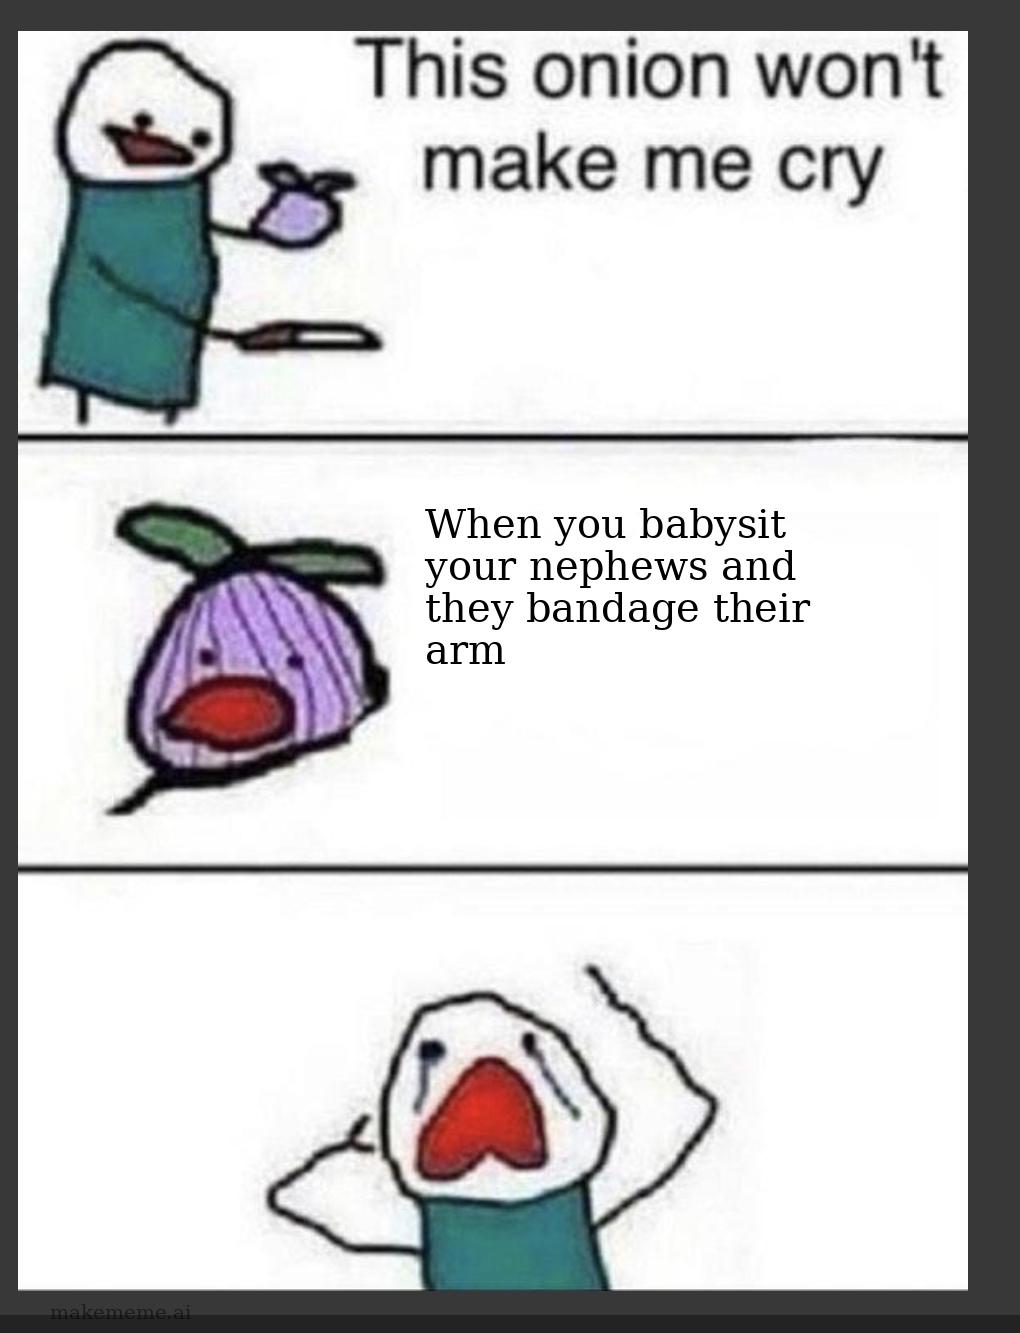 This onion won't
make me cry
When you babysit
your nephews and
they bandage their
arm
makememe.ai